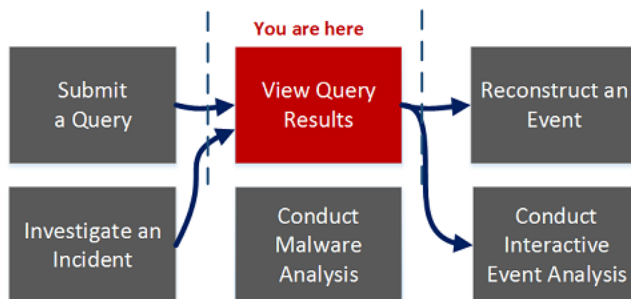 You are here
Submit
a Query
View Query
Results
Reconstruct an
Event
Investigate an
Incident
Conduct
Malware
Analysis
Conduct
Interactive
Event Analysis